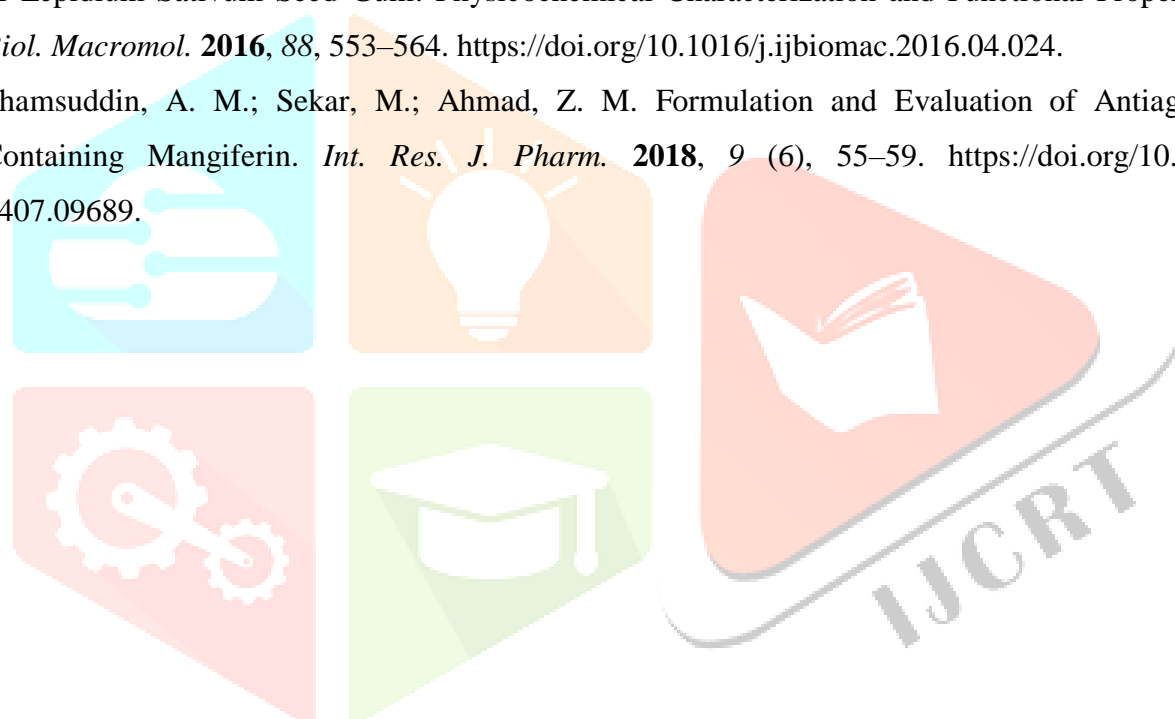 Lepidium Sativum Seed Gum: Physicochemical Characterization and Functional
Biol. Macromol. 2016, 88, 553–564. https://doi.org/10.1016/j.ijbiomac.2016.04.024.
hamsuddin, A. M.; Sekar, M.; Ahmad, Z. M. Formulation and Evaluation of
Containing Mangiferin. Int. Res. J. Pharm. 2018, 9 (6), 55–59. https://doi.org/10.
407.09689.
IJCRT